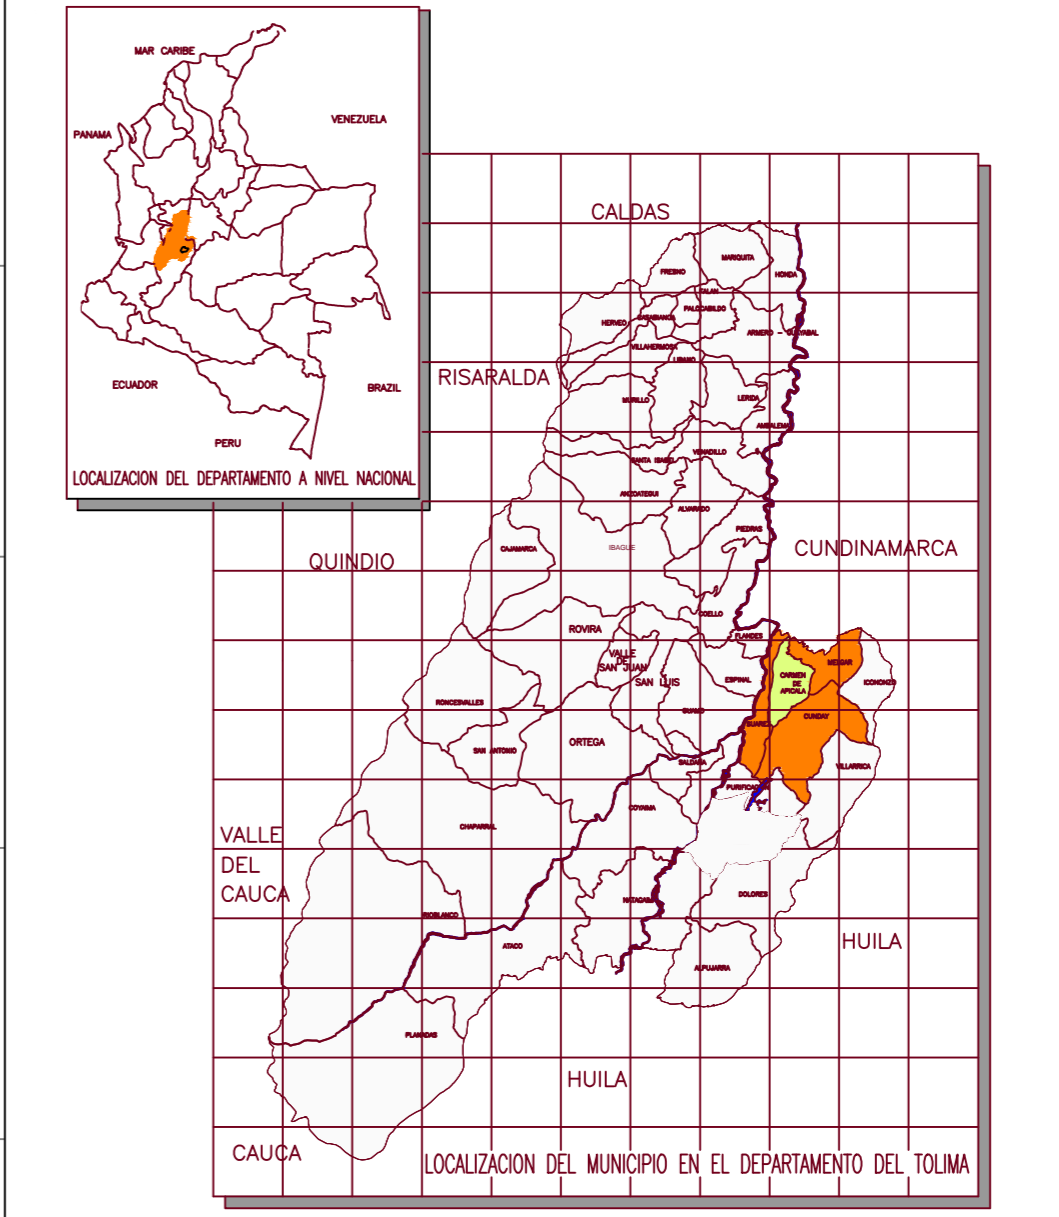 MAR CARIBE
VENEZUELA
PANAMA
ECUADOR
BRAZIL
PERU
LOCALIZACION DEL DEPARTAMENTO A NIVEL NACIONAL
CALDAS
MARIQUITA
FRESNO
HONDA
FALAN
PALOCABILDO
CASABIANCA
HERVEO
ARMERO - GUAYABAL
VILLAHERMOSA
LIBANO
RISARALDA
MURILLO
LERIDA
AMBALEMA
VENADILLO
SANTA ISABEL
ANZOATEGUI
ALVARADO
PIEDRAS
CAJAMARCA
IBAGUE
CUNDINAMARCA
QUINDIO
COELLO
ROVIRA
FLANDES
VALLE
DE
SAN JUAN
MELGAR
CARMEN
DE
APICALA
SAN LUIS
ESPINAL
ICONONZO
RONCESVALLES
GUAMO
CUNDAY
SUAREZ
ORTEGA
SAN ANTONIO
SALDAÑA
VILLARRICA
PURIFICACION
COYAIMA
CHAPARRAL
VALLE
DEL
CAUCA
DOLORES
NATAGAIMA
RIOBLANCO
ATACO
HUILA
ALPUJARRA
PLANADAS
HUILA
CAUCA
LOCALIZACION DEL MUNICIPIO EN EL DEPARTAMENTO DEL TOLIMA